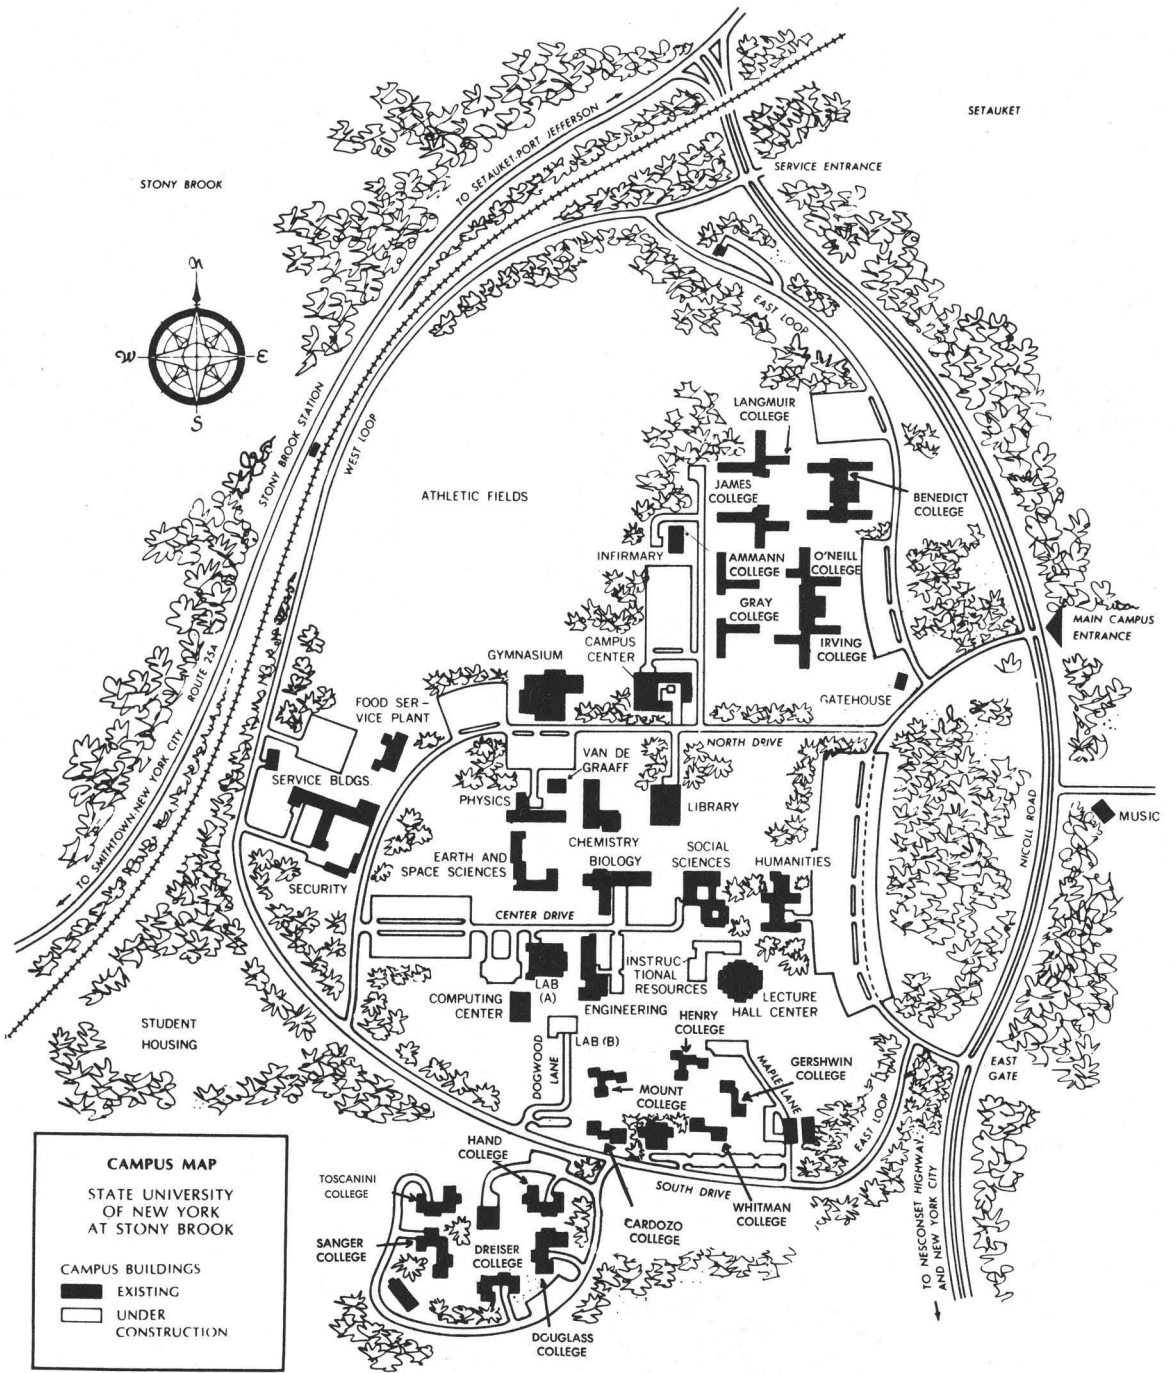 SETAUKET
STONY BROOK
TO SETAUKET-PORT JEFFERSON
SERVICE ENTRANCE
n
W
E
S
EAST LOOP
STONY BROOK STATION
WEST LOOP
LANGMUIR
COLLEGE
ATHLETIC FIELDS
JAMES
COLLEGE
BENEDICT
COLLEGE
INFIRMARY
AMMANN
COLLEGE
O'NEILL
COLLEGE
GRAY
COLLEGE
MAIN CAMPUS
ENTRANCE
CAMPUS
CENTER
IRVING
COLLEGE
GYMNASIUM
ROUTE 25A
GATEHOUSE
FOOD SER-
VICE PLANT
NORTH DRIVE
VAN DE
GRAAFF
SERVICE BLDGS.
PHYSICS
LIBRARY
TO SMITHTOWN-NEW YORK CITY
NICOLL ROAD
MUSIC
CHEMISTRY
BIOLOGY
SOCIAL
SCIENCES
HUMANITIES
EARTH AND
SPACE SCIENCES
SECURITY
CENTER DRIVE
INSTRUC-
TIONAL
RESOURCES
LAB
(A)
COMPUTING
CENTER
ENGINEERING
LECTURE
HALL CENTER
STUDENT
HOUSING
HENRY
COLLEGE
LAB (B)
DOGWOOD
LANE
MAPLE LANE
GERSHWIN
COLLEGE
EAST
GATE
MOUNT
COLLEGE
EAST LOOP
HAND
COLLEGE
TOSCANINI
COLLEGE
SOUTH DRIVE
WHITMAN
COLLEGE
CARDOZO
COLLEGE
SANGER
COLLEGE
DREISER
COLLEGE
TO NESCONSET HIGHWAY
AND NEW YORK CITY
DOUGLASS
COLLEGE
CAMPUS MAP
STATE UNIVERSITY
OF NEW YORK
AT STONY BROOK
CAMPUS BUILDINGS
EXISTING
UNDER
CONSTRUCTION